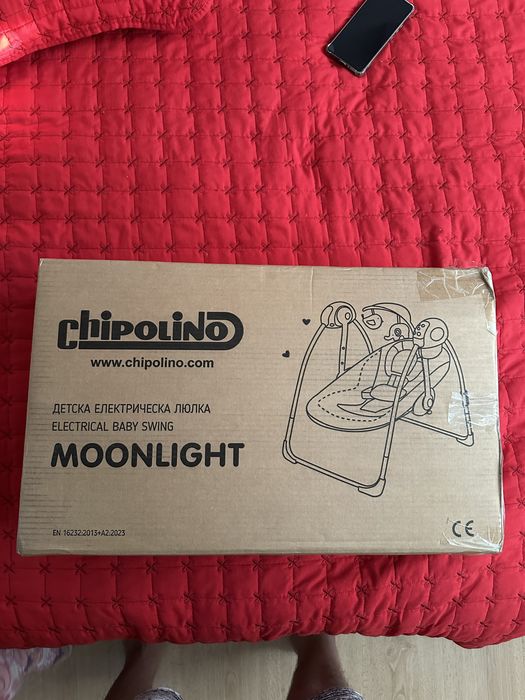 Chipolino
www.chipolino.com
ДЕТСКА ЕЛЕКТРИЧЕСКА ЛЮЛКА
ELECTRICAL BABY SWING
MOONLIGHT
EN 16232:2013+A2:2023
CE